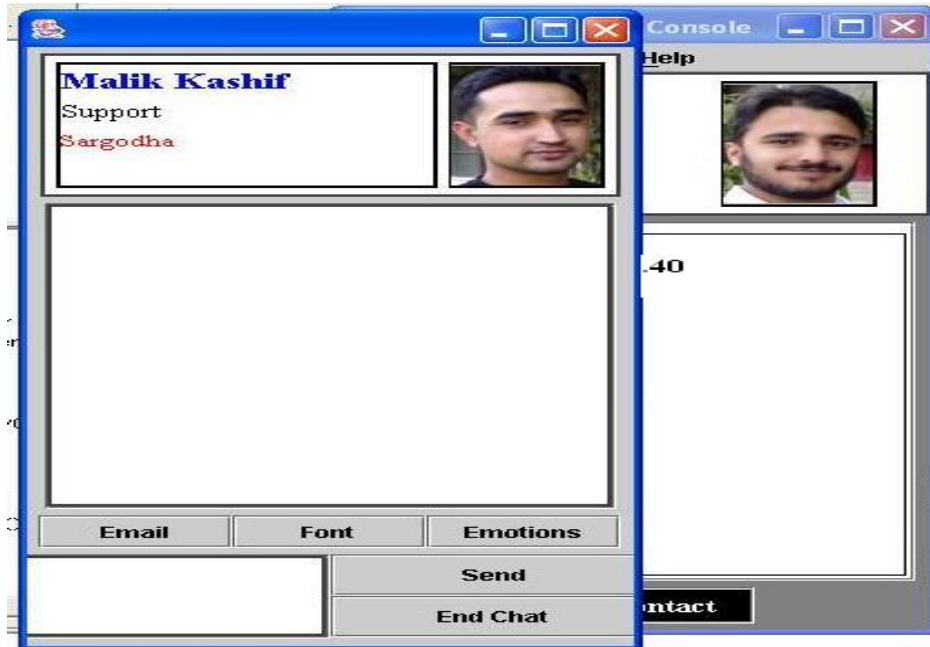 Console
Help
Malik Kashif
Support
Sargodha
.40
Email Font Emotions
Send
End Chat
ntact